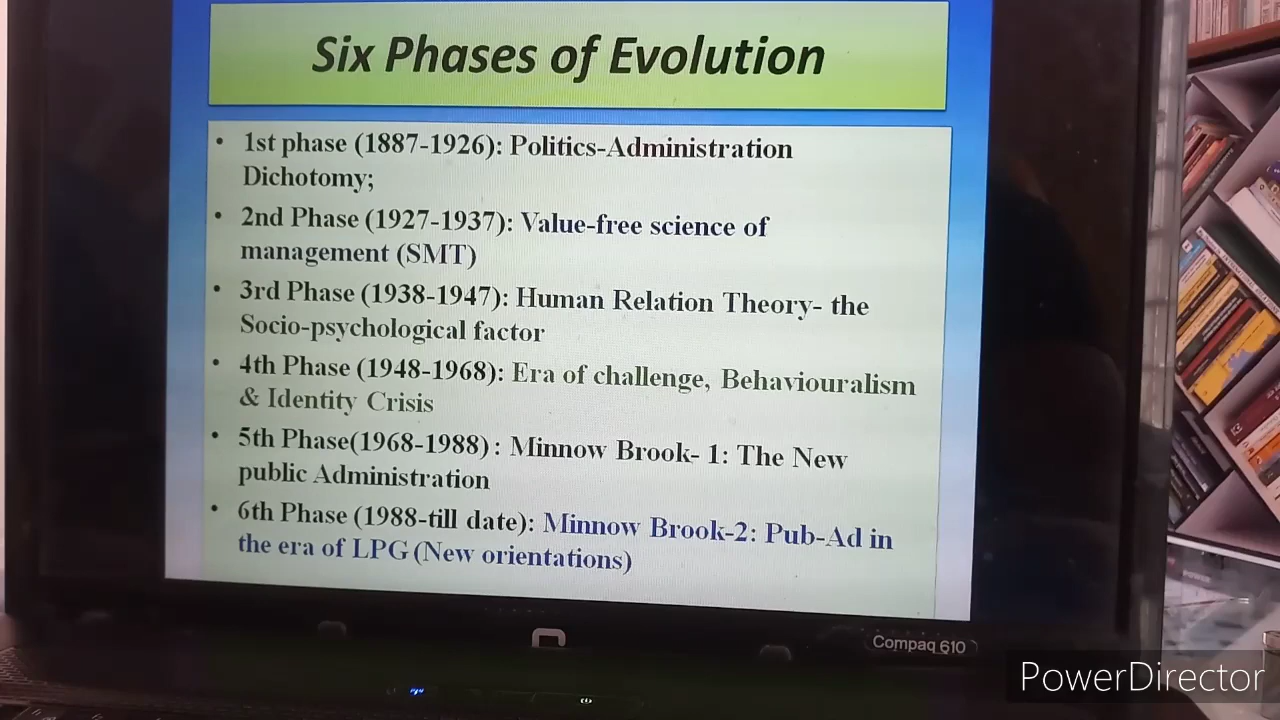 Six Phases of Evolution
• 1st phase (1887-1926): Politics-Administration
Dichotomy;
• 2nd Phase (1927-1937): Value-free science of
management (SMT)
• 3rd Phase (1938-1947): Human Relation Theory- the
Socio-psychological factor
• 4th Phase (1948-1968): Era of challenge, Behaviouralism
& Identity Crisis
• 5th Phase(1968-1988) : Minnow Brook- 1: The New
public Administration
• 6th Phase (1988-till date): Minnow Brook-2: Pub-Ad in
the era of LPG (New orientations)
Compaq 610
PowerDirector